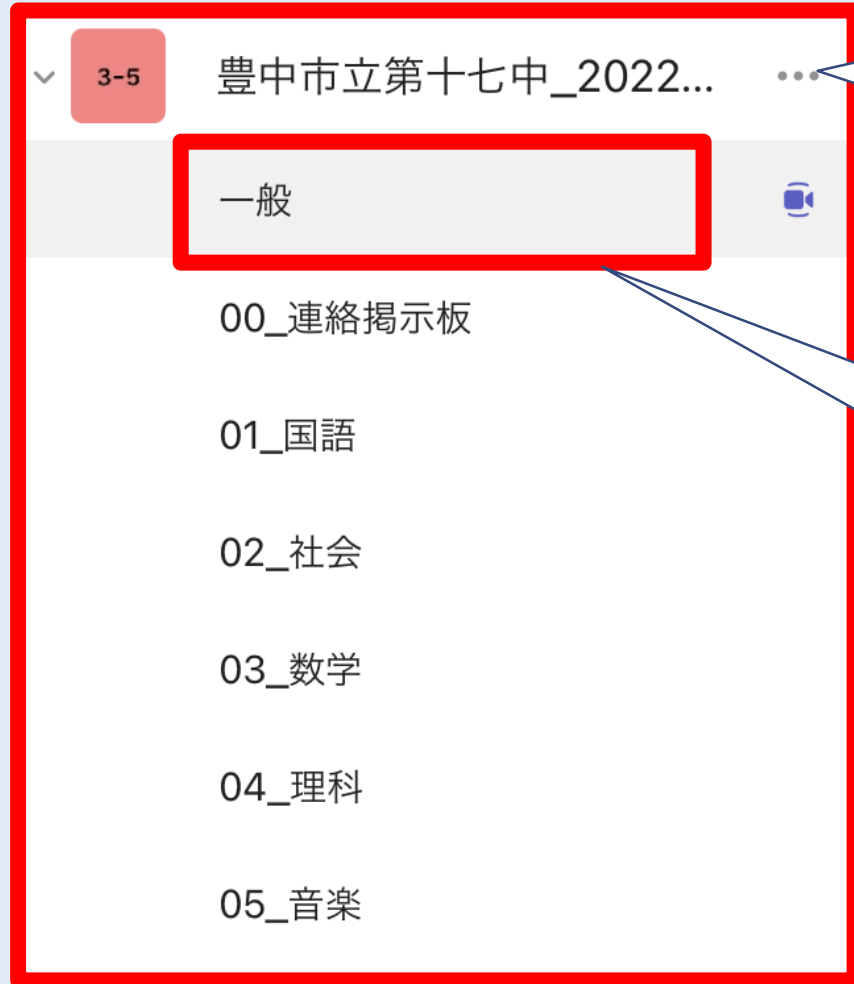 3-5
豊中市立第十七中_2022...
一般
00_連絡掲示板
01_国語
02_社会
03_数学
04_理科
05_音楽